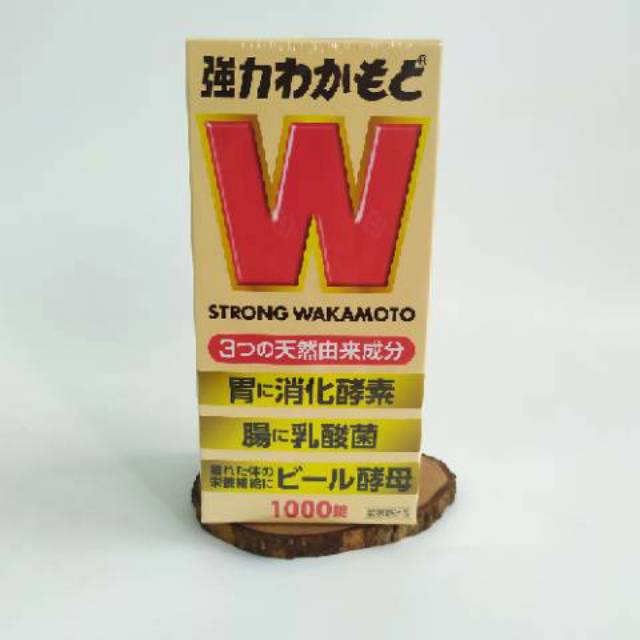 強力わかもと®
W
STRONG WAKAMOTO
3つの天然由来成分
胃に消化酵素
腸に乳酸菌
疲れた体の
栄養補給に ビール酵母
1000錠